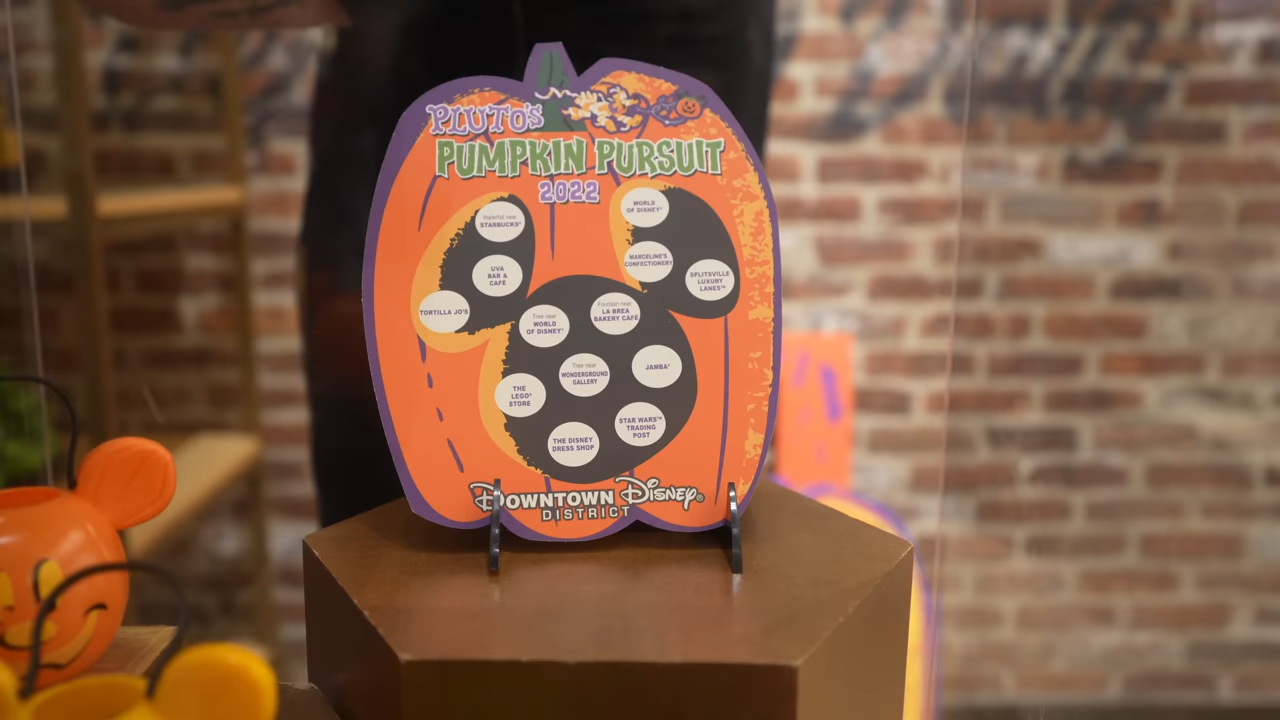 PLUTO'S
PUMPKIN PURSUIT
2022
Waterfall near
STARBUCKS®
WORLD
OF DISNEY®
UVA
BAR &
CAFE
MARCELINE'S
CONFECTIONERY
SPLITSVILLE
LUXURY
LANES™
TORTILLA JO'S
Tree near
WORLD
OF DISNEY®
Fountain near
LA BREA
BAKERY CAFE
Tree near
WONDERGROUND
GALLERY
JAMBA®
THE
LEGO®
STORE
STAR WARS™
TRADING
POST
THE DISNEY
DRESS SHOP
DOWNTOWN DISNEY®
DISTRICT